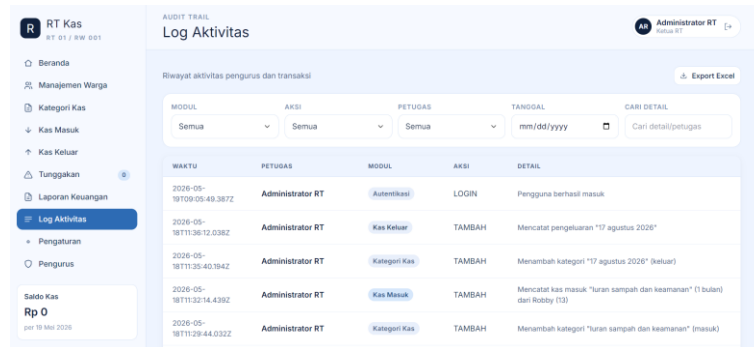 R
RT Kas
RT 01 / RW 001
Beranda
Manajemen Warga
Kategori Kas
Kas Masuk
Kas Keluar
Tunggakan 0
Laporan Keuangan
Log Aktivitas
Pengaturan
Pengurus
Saldo Kas
Rp 0
per 19 Mei 2026
AUDIT TRAIL
Log Aktivitas
AR
Administrator RT
Ketua RT
Riwayat aktivitas pengurus dan transaksi
Export Excel
MODUL AKSI PETUGAS TANGGAL CARI DETAIL
Semua Semua Semua mm/dd/yyyy Cari detail/petugas
WAKTU PETUGAS MODUL AKSI DETAIL
2026-05-
19T09:05:49.387Z Administrator RT Autentikasi LOGIN Pengguna berhasil masuk
2026-05-
18T11:36:12.038Z Administrator RT Kas Keluar TAMBAH Mencatat pengeluaran "17 agustus 2026"
2026-05-
18T11:35:40.194Z Administrator RT Kategori Kas TAMBAH Menambah kategori "17 agustus 2026" (keluar)
2026-05-
18T11:32:14.439Z Administrator RT Kas Masuk TAMBAH Mencatat kas masuk "Iuran sampah dan keamanan" (1 bulan)
dari Robby (13)
2026-05-
18T11:29:44.032Z Administrator RT Kategori Kas TAMBAH Menambah kategori "Iuran sampah dan keamanan" (masuk)